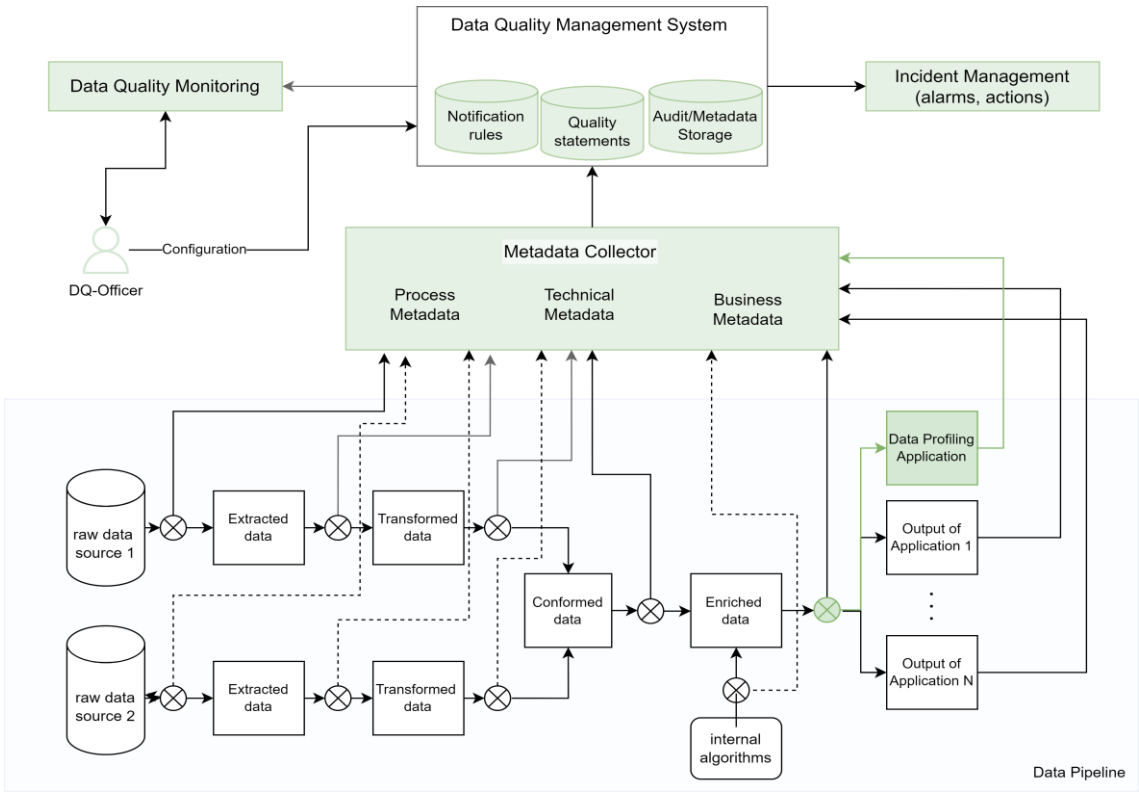 Data Quality Management System
Data Quality Monitoring
Incident Management
(alarms, actions)
Notification
rules
Quality
statements
Audit/Metadata
Storage
Configuration
DQ-Officer
Metadata Collector
Process
Metadata
Technical
Metadata
Business
Metadata
Data Profiling
Application
raw data
source 1
Extracted
data
Transformed
data
Output of
Application 1
Conformed
data
Enriched
data
raw data
source 2
Extracted
data
Transformed
data
Output of
Application N
internal
algorithms
Data Pipeline